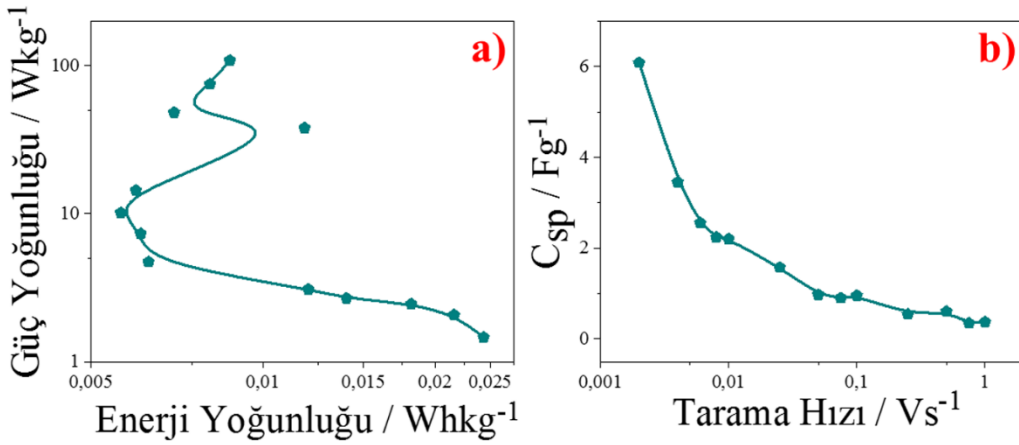 a)
Güç Yoğunluğu / Wkg-1
100
10
1
0,005
0,01
0,015
0,02
0,025
Enerji Yoğunluğu / Whkg-1
b)
Csp / Fg-1
6
4
2
0
0,001
0,01
0,1
1
Tarama Hızı / Vs-1